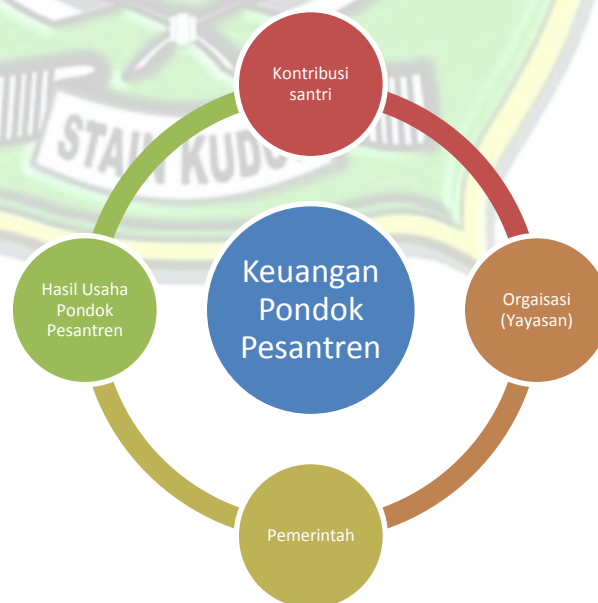 Kontribusi
santri
STAIN KUDUS
Hasil Usaha
Pondok
Pesantren
Keuangan
Pondok
Pesantren
Orgaisasi
(Yayasan)
Pemerintah